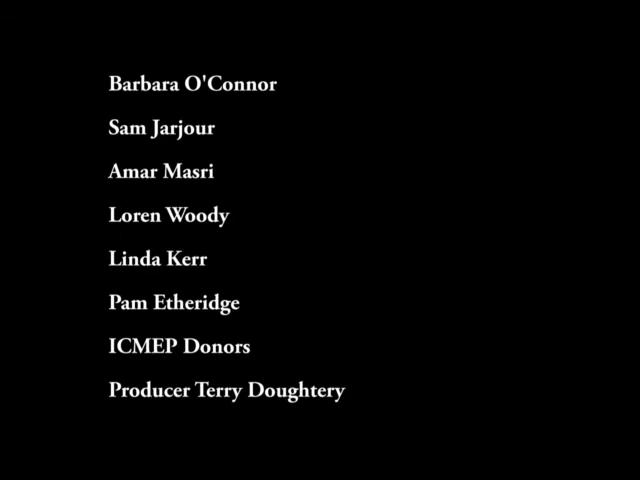 Barbara O'Connor
Sam Jarjour
Amar Masri
Loren Woody
Linda Kerr
Pam Etheridge
ICMEP Donors
Producer Terry Doughtery